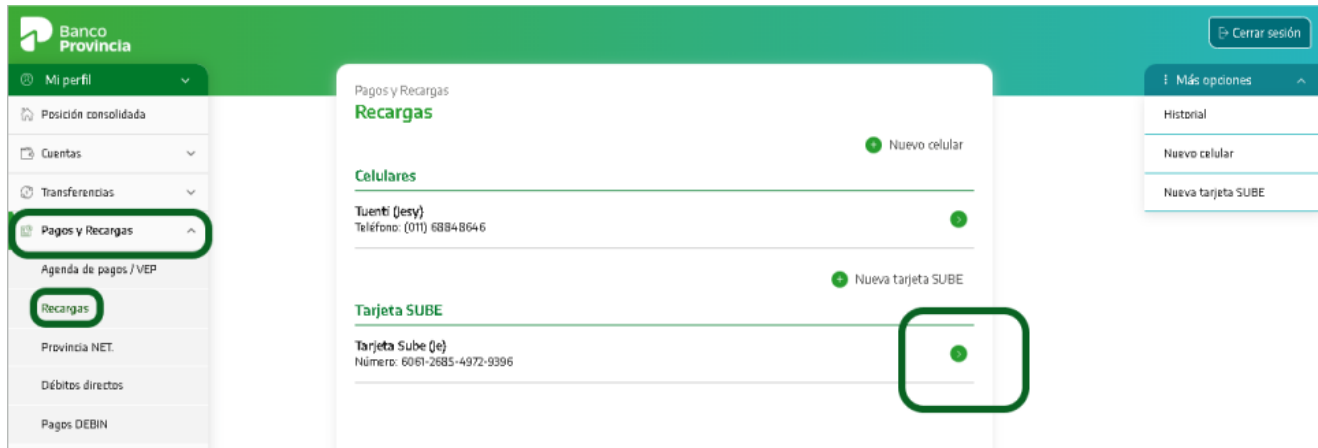 Banco
Provincia
Cerrar sesión
Mi perfil
Posición consolidada
Cuentas
Transferencias
Pagos y Recargas
Agenda de pagos / VEP
Recargas
Provincia NET.
Débitos directos
Pagos DEBIN
Pagos y Recargas
Recargas
Nuevo celular
Celulares
Tuenti (Jesy)
Teléfono: (011) 68848646
Nueva tarjeta SUBE
Tarjeta SUBE
Tarjeta Sube (Je)
Número: 6061-2685-4972-9396
Más opciones
Historial
Nuevo celular
Nueva tarjeta SUBE